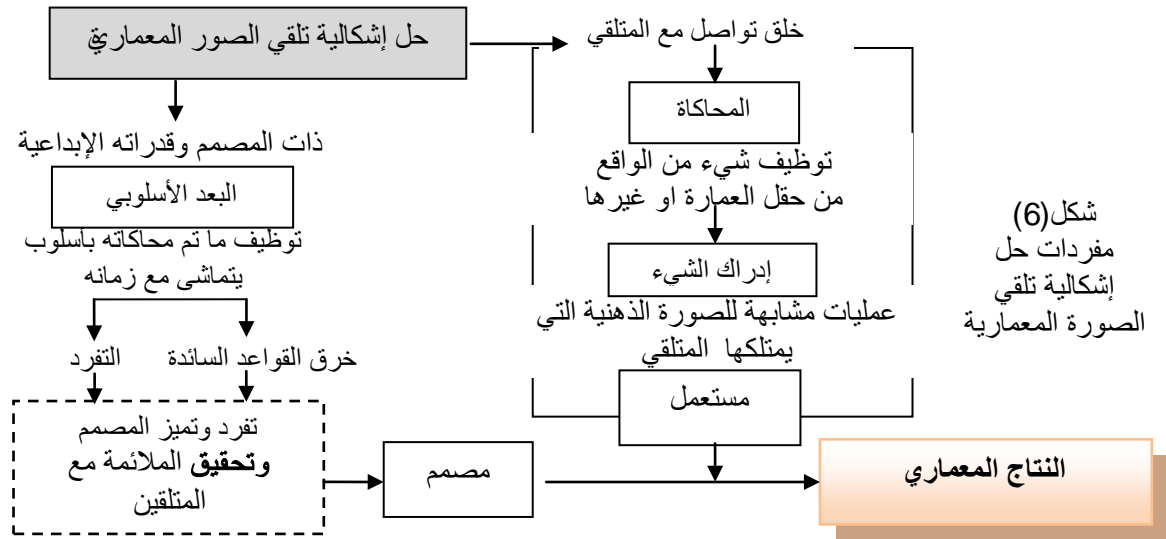 حل إشكالية تلقي الصور المعمارية
خلق تواصل مع المتلقي
المحاكاة
توظيف شيء من الواقع
من حقل العمارة او غيرها
إدراك الشيء
عمليات مشابهة للصورة الذهنية التي
يمتلكها المتلقي
مستعمل
ذات المصمم وقدراته الإبداعية
البعد الأسلوبي
توظيف ما تم محاكاته بأسلوب
يتماشى مع زمانه
خرق القواعد السائدة
التفرد
تفرد وتميز المصمم
وتحقيق الملائمة مع
المتلقين
مصمم
النتاج المعماري
شكل(6)
مفردات حل
إشكالية تلقي
الصورة المعمارية